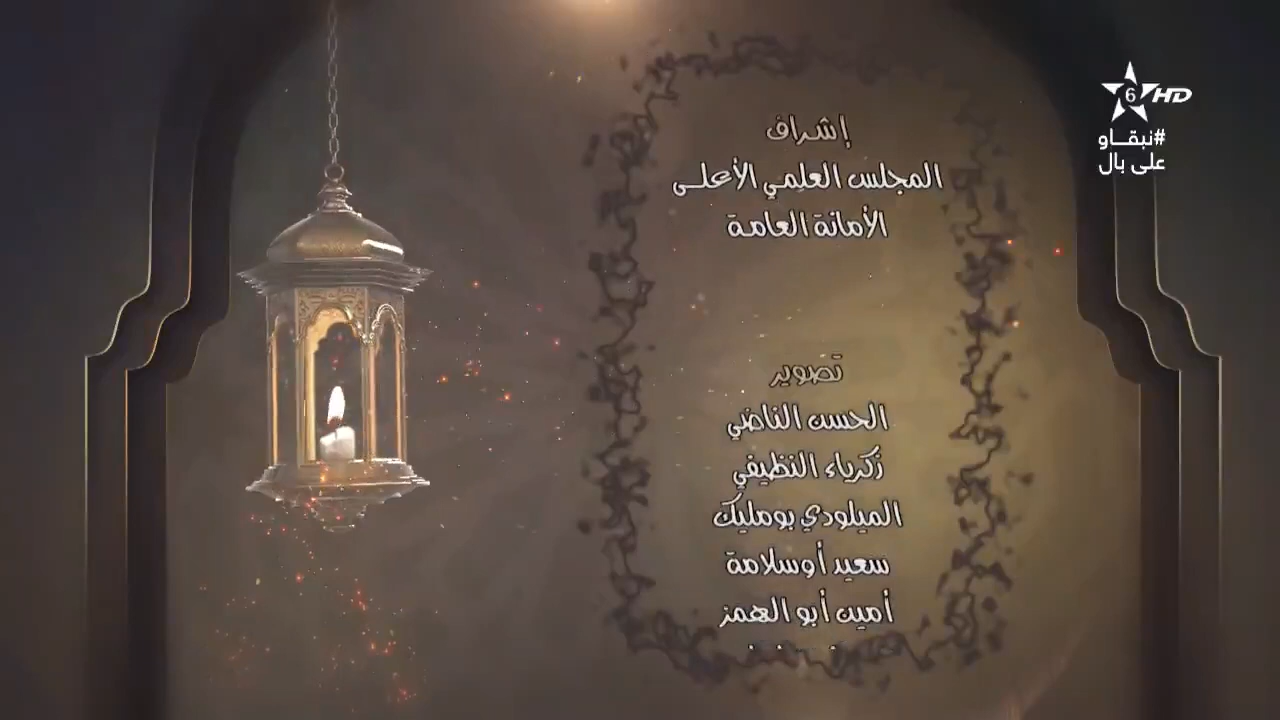 إشراف
المجلس العلمي الأعلى
الأمانة العامة
تصوير
الحسن الناضي
زكرياء النظيفي
الميلودي بومليك
سعيد أوسلامة
أمين أبو الهمز
6 HD
#نبقاو
على بال